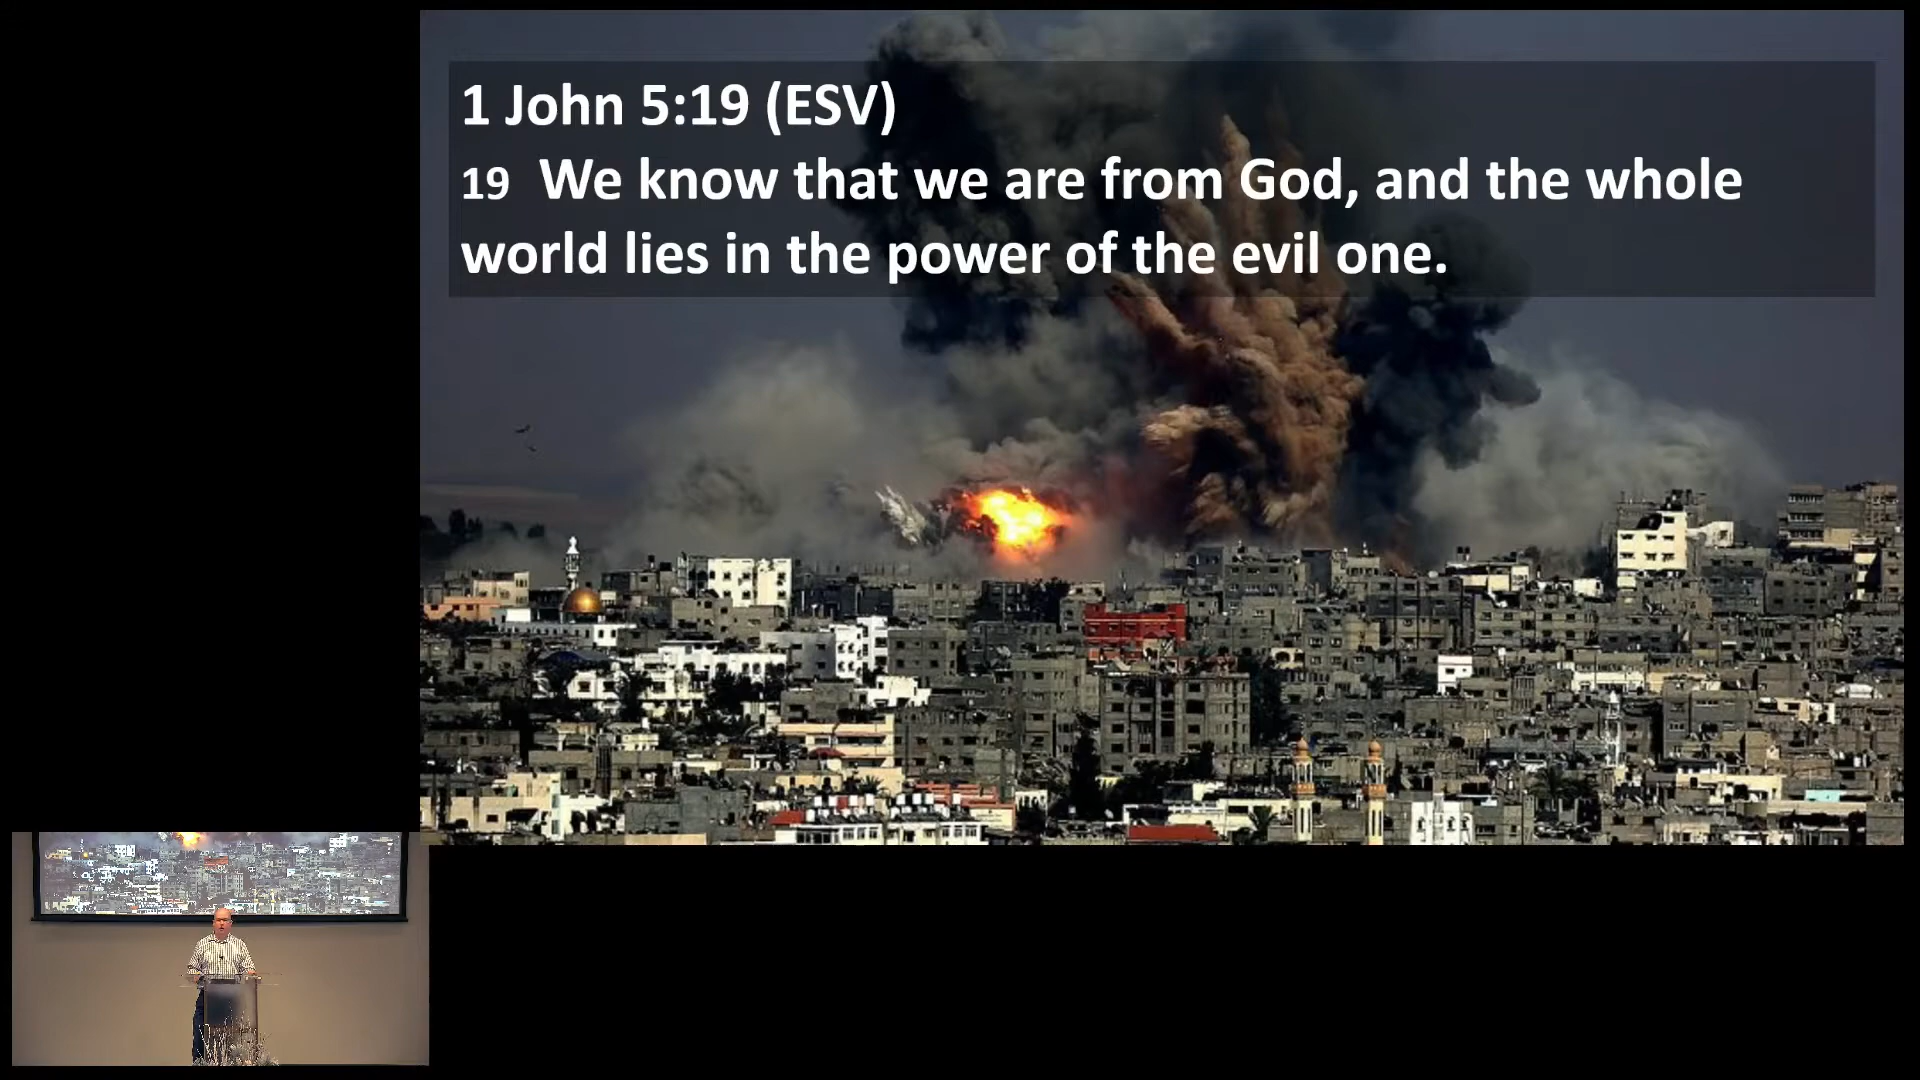 1 John 5:19 (ESV)
19 We know that we are from God, and the whole
world lies in the power of the evil one.